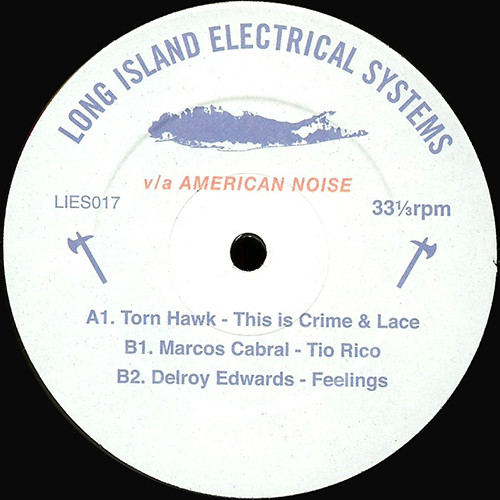 LONG ISLAND ELECTRICAL SYSTEMS
v/a AMERICAN NOISE
LIES017
33⅓rpm
A1. Torn Hawk - This is Crime & Lace
B1. Marcos Cabral - Tio Rico
B2. Delroy Edwards - Feelings